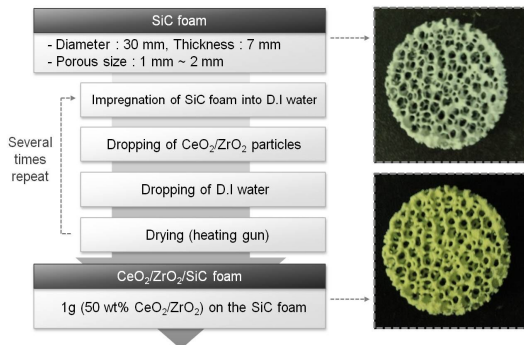 SiC foam
- Diameter : 30 mm, Thickness : 7 mm
- Porous size : 1 mm ~ 2 mm
Impregnation of SiC foam into D.I water
Dropping of CeO₂/ZrO₂ particles
Several
times
repeat
Dropping of D.I water
Drying (heating gun)
CeO₂/ZrO₂/SiC foam
1g (50 wt% CeO₂/ZrO₂) on the SiC foam